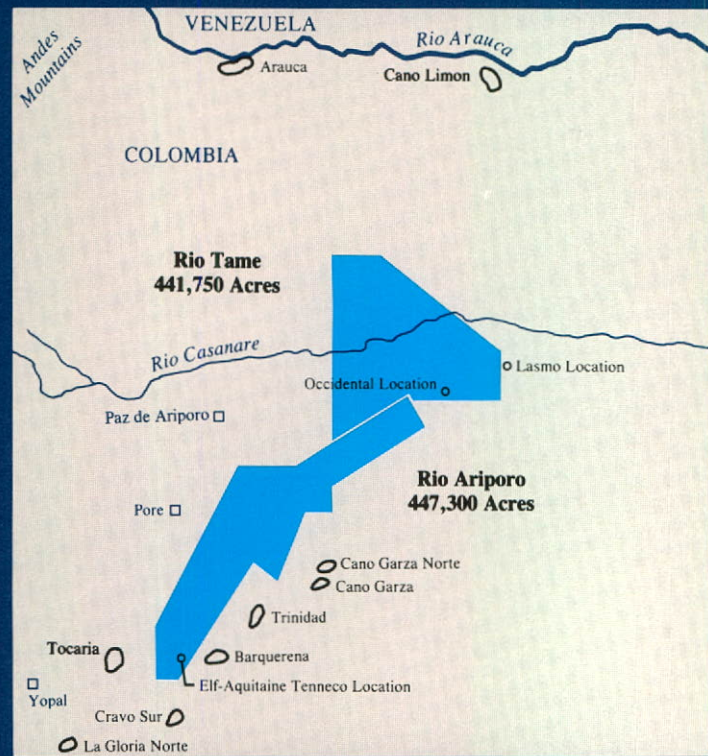 Andes
Mountains
VENEZUELA
Rio Arauca
Arauca
Cano Limon
COLOMBIA
Rio Tame
441,750 Acres
Rio Casanare
Lasmo Location
Occidental Location
Paz de Ariporo
Rio Ariporo
447,300 Acres
Pore
Cano Garza Norte
Cano Garza
Trinidad
Tocaria
Barquerena
Elf-Aquitaine Tenneco Location
Yopal
Cravo Sur
La Gloria Norte